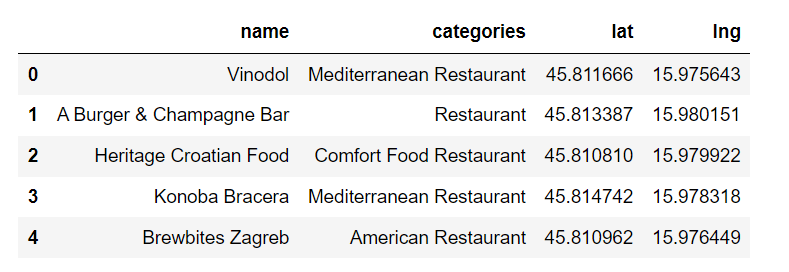 name categories lat lng
0 Vinodol Mediterranean Restaurant 45.811666 15.975643
1 A Burger & Champagne Bar Restaurant 45.813387 15.980151
2 Heritage Croatian Food Comfort Food Restaurant 45.810810 15.979922
3 Konoba Bracera Mediterranean Restaurant 45.814742 15.978318
4 Brewbites Zagreb American Restaurant 45.810962 15.976449